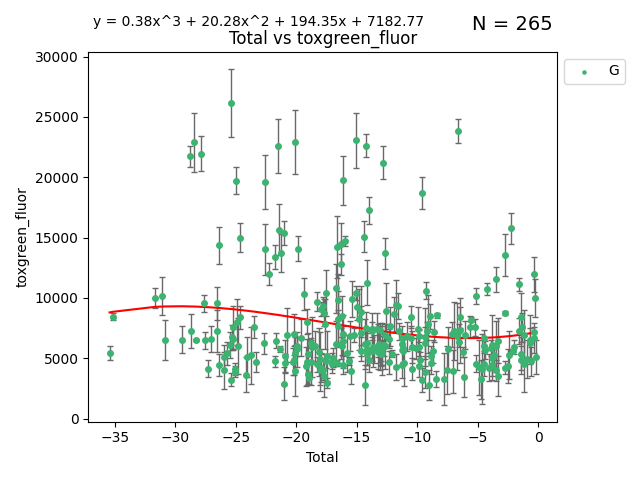 y = 0.38x^3 + 20.28x^2 + 194.35x + 7182.77
N = 265
Total vs toxgreen_fluor
G
30000
25000
20000
15000
10000
5000
0
toxgreen_fluor
−35 −30 −25 −20 −15 −10 −5 0
Total